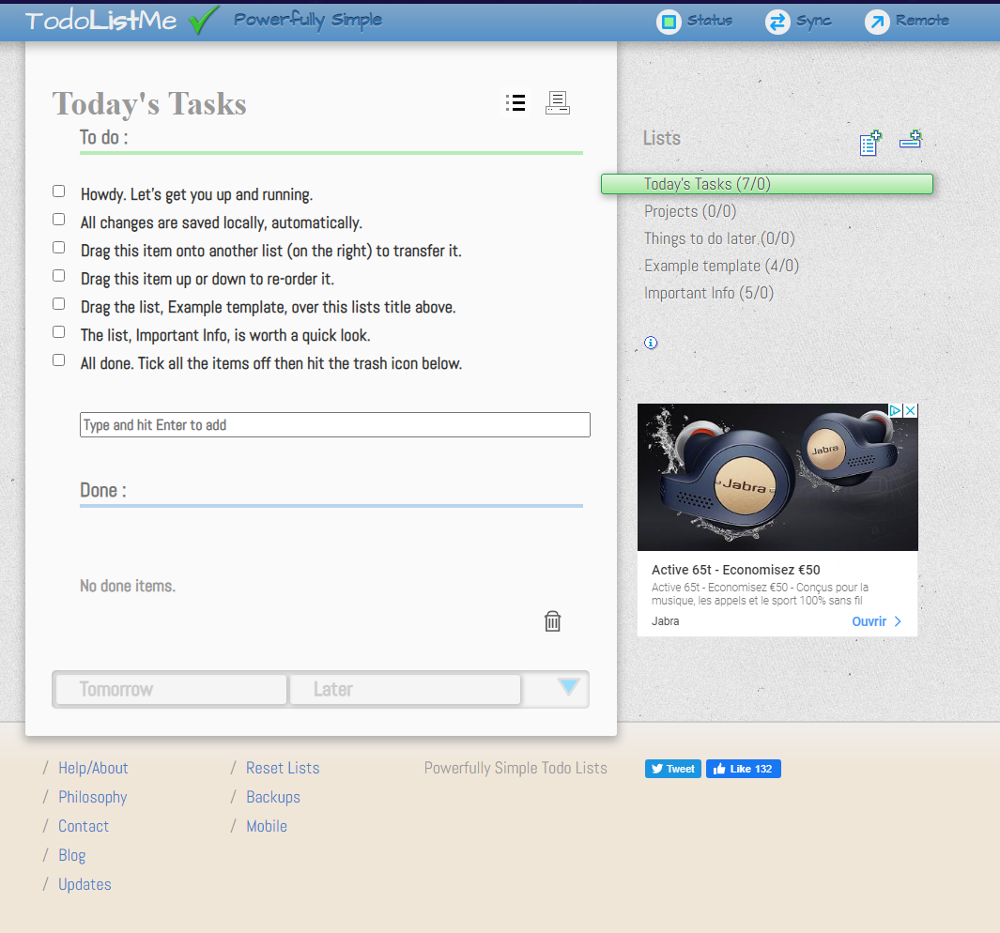 TodoListMe Powerfully Simple Status Sync Remote
Today's Tasks
To do :
Howdy. Let's get you up and running.
All changes are saved locally, automatically.
Drag this item onto another list (on the right) to transfer it.
Drag this item up or down to re-order it.
Drag the list, Example template, over this lists title above.
The list, Important Info, is worth a quick look.
All done. Tick all the items off then hit the trash icon below.
Type and hit Enter to add
Done :
No done items.
Tomorrow Later
Lists
Today's Tasks (7/0)
Projects (0/0)
Things to do later (0/0)
Example template (4/0)
Important Info (5/0)
Jabra
Jabra
Active 65t - Economisez €50
Active 65t - Economisez €50 - Conçus pour la
musique, les appels et le sport 100% sans fil
Jabra Ouvrir
/ Help/About
/ Philosophy
/ Contact
/ Blog
/ Updates
/ Reset Lists
/ Backups
/ Mobile
Powerfully Simple Todo Lists
Tweet Like 132